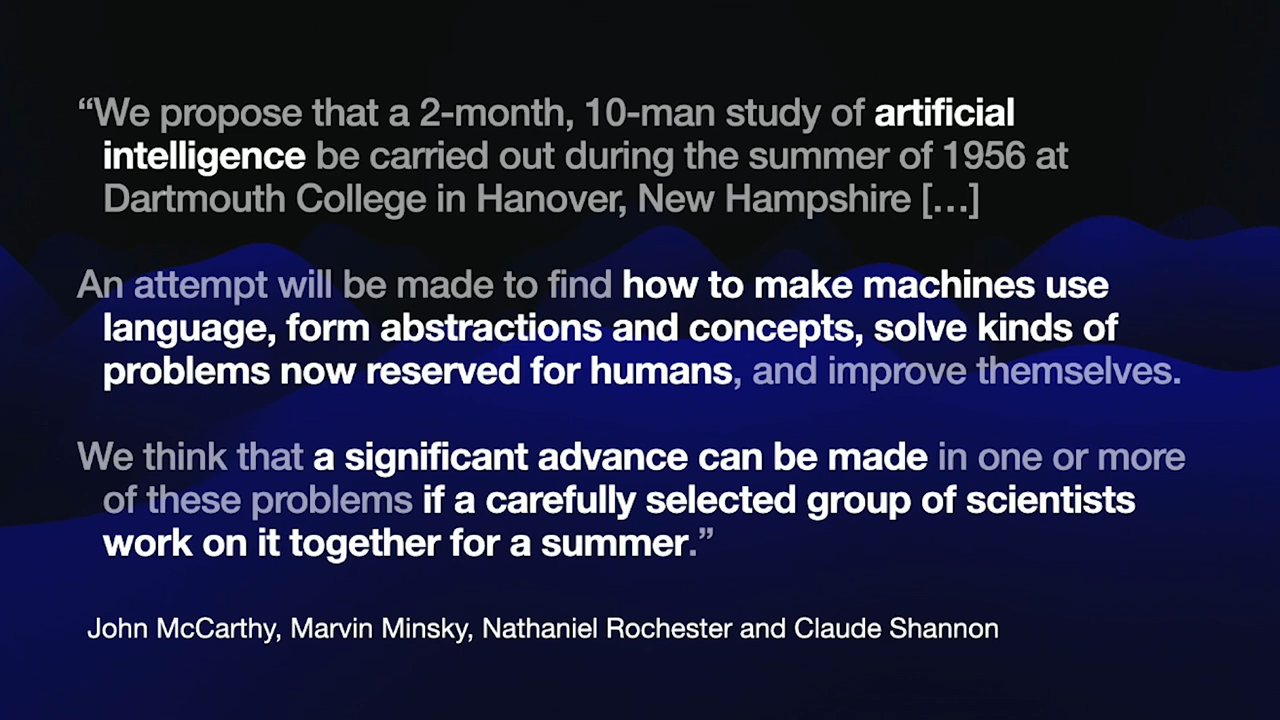 “We propose that a 2-month, 10-man study of artificial
intelligence be carried out during the summer of 1956 at
Dartmouth College in Hanover, New Hampshire […]
An attempt will be made to find how to make machines use
language, form abstractions and concepts, solve kinds of
problems now reserved for humans, and improve themselves.
We think that a significant advance can be made in one or more
of these problems if a carefully selected group of scientists
work on it together for a summer.”
John McCarthy, Marvin Minsky, Nathaniel Rochester and Claude Shannon